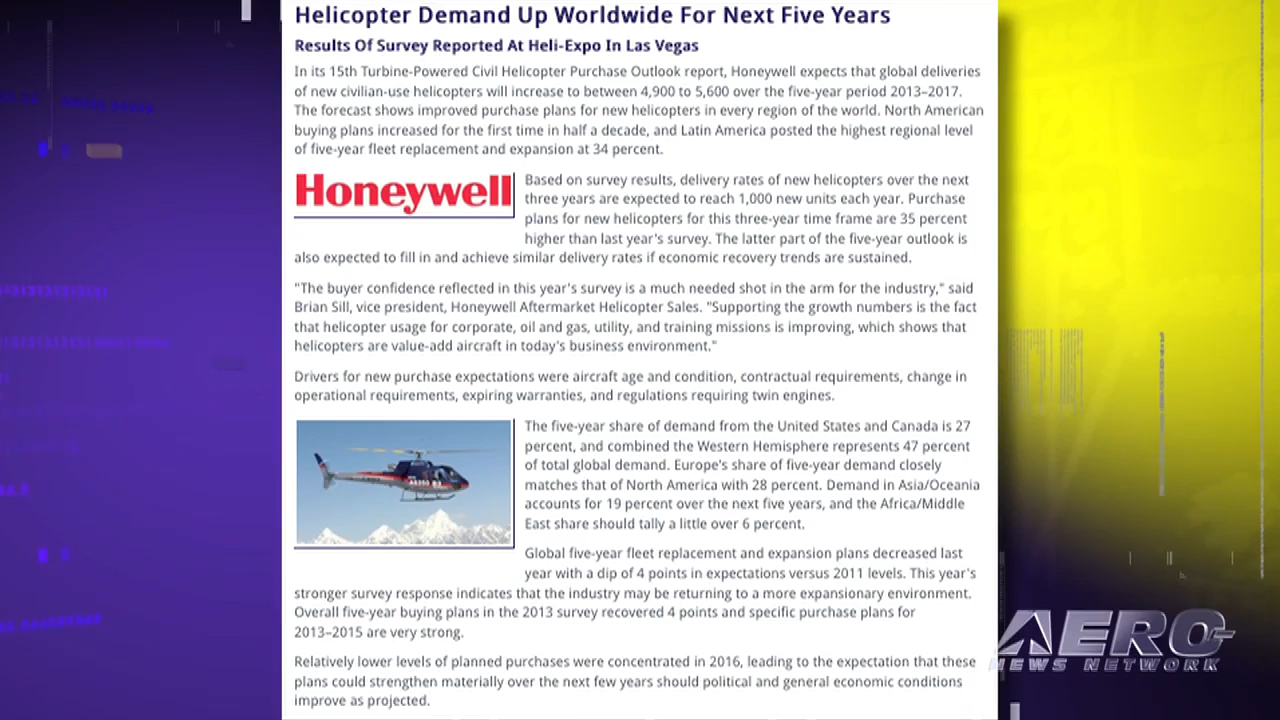 Helicopter Demand Up Worldwide For Next Five Years
Results Of Survey Reported At Heli-Expo In Las Vegas
In its 15th Turbine-Powered Civil Helicopter Purchase Outlook report, Honeywell expects that global deliveries
of new civilian-use helicopters will increase to between 4,900 to 5,600 over the five-year period 2013–2017.
The forecast shows improved purchase plans for new helicopters in every region of the world. North American
buying plans increased for the first time in half a decade, and Latin America posted the highest regional level
of five-year fleet replacement and expansion at 34 percent.
Honeywell
Based on survey results, delivery rates of new helicopters over the next
three years are expected to reach 1,000 new units each year. Purchase
plans for new helicopters for this three-year time frame are 35 percent
higher than last year's survey. The latter part of the five-year outlook is
also expected to fill in and achieve similar delivery rates if economic recovery trends are sustained.
"The buyer confidence reflected in this year's survey is a much needed shot in the arm for the industry," said
Brian Sill, vice president, Honeywell Aftermarket Helicopter Sales. "Supporting the growth numbers is the fact
that helicopter usage for corporate, oil and gas, utility, and training missions is improving, which shows that
helicopters are value-add aircraft in today's business environment."
Drivers for new purchase expectations were aircraft age and condition, contractual requirements, change in
operational requirements, expiring warranties, and regulations requiring twin engines.
The five-year share of demand from the United States and Canada is 27
percent, and combined the Western Hemisphere represents 47 percent
of total global demand. Europe's share of five-year demand closely
matches that of North America with 28 percent. Demand in Asia/Oceania
accounts for 19 percent over the next five years, and the Africa/Middle
East share should tally a little over 6 percent.
Global five-year fleet replacement and expansion plans decreased last
year with a dip of 4 points in expectations versus 2011 levels. This year's
stronger survey response indicates that the industry may be returning to a more expansionary environment.
Overall five-year buying plans in the 2013 survey recovered 4 points and specific purchase plans for
2013–2015 are very strong.
Relatively lower levels of planned purchases were concentrated in 2016, leading to the expectation that these
plans could strengthen materially over the next few years should political and general economic conditions
improve as projected.
AERO-
NEWS NETWORK